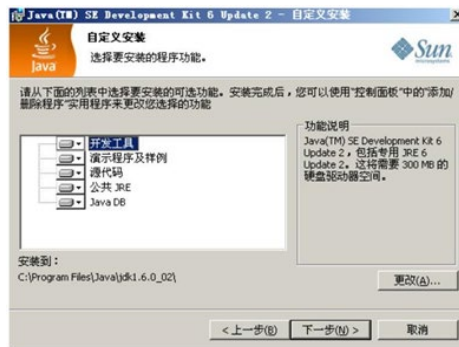 Java(TM) SE Development Kit 6 Update 2 - 自定义安装
自定义安装
选择要安装的程序功能。
Java
Sun
microsystems
请从下面的列表中选择要安装的可选功能。安装完成后，您可以使用“控制面板”中的“添加/
删除程序”实用程序来更改您选择的功能
开发工具
演示程序及样例
源代码
公共 JRE
Java DB
功能说明
Java(TM) SE Development Kit 6
Update 2，包括专用 JRE 6
Update 2。这将需要 300 MB 的
硬盘驱动器空间。
安装到：
C:\Program Files\Java\jdk1.6.0_02\
更改(A)...
<上一步(B)
下一步(N) >
取消